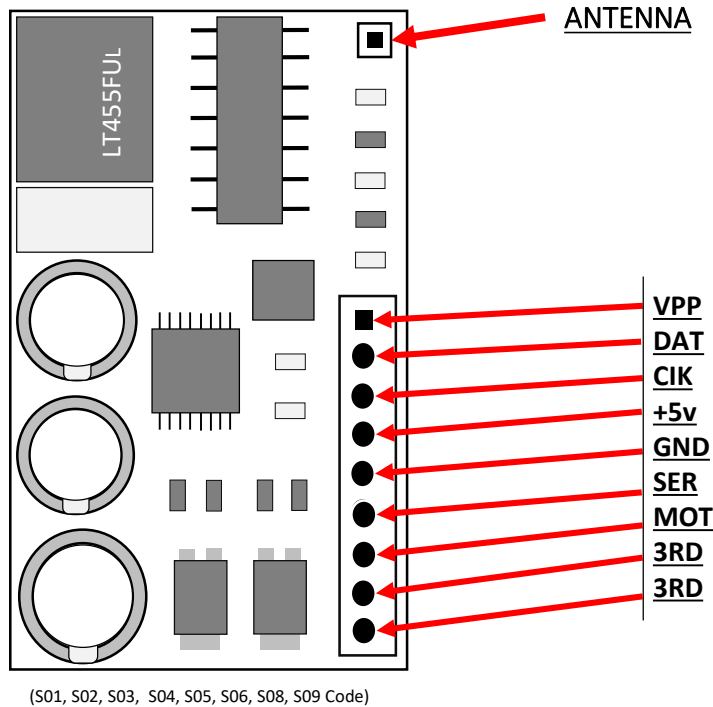 ANTENNA
LT455FUL
VPP
DAT
CIK
+5v
GND
SER
MOT
3RD
3RD
(S01, S02, S03, S04, S05, S06, S08, S09 Code)